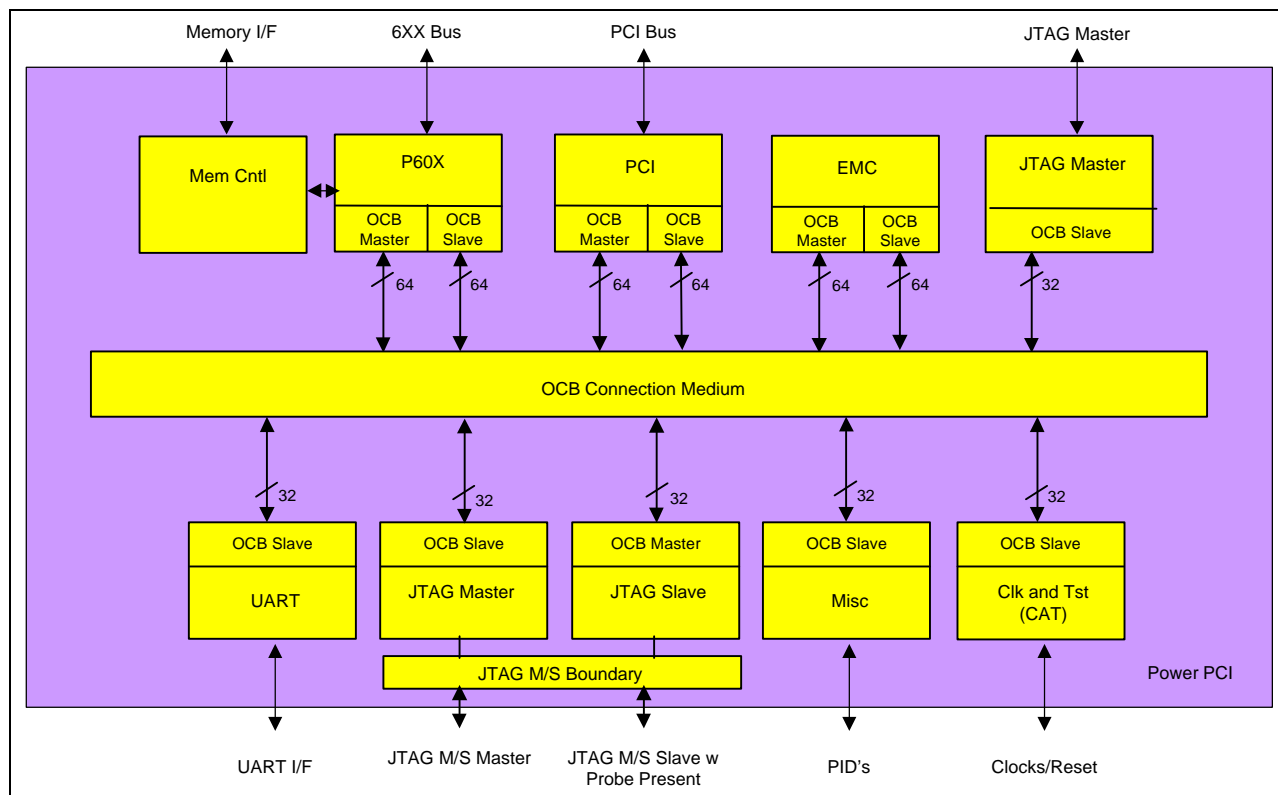 Memory I/F
6XX Bus
PCI Bus
JTAG Master
Mem Cntl
P60X
OCB
Master
OCB
Slave
PCI
OCB
Master
OCB
Slave
EMC
OCB
Master
OCB
Slave
JTAG Master
OCB Slave
64
64
64
64
64
64
32
OCB Connection Medium
32
32
32
32
32
OCB Slave
UART
OCB Slave
JTAG Master
OCB Master
JTAG Slave
OCB Slave
Misc
OCB Slave
Clk and Tst
(CAT)
JTAG M/S Boundary
Power PCI
UART I/F
JTAG M/S Master
JTAG M/S Slave w
Probe Present
PID's
Clocks/Reset